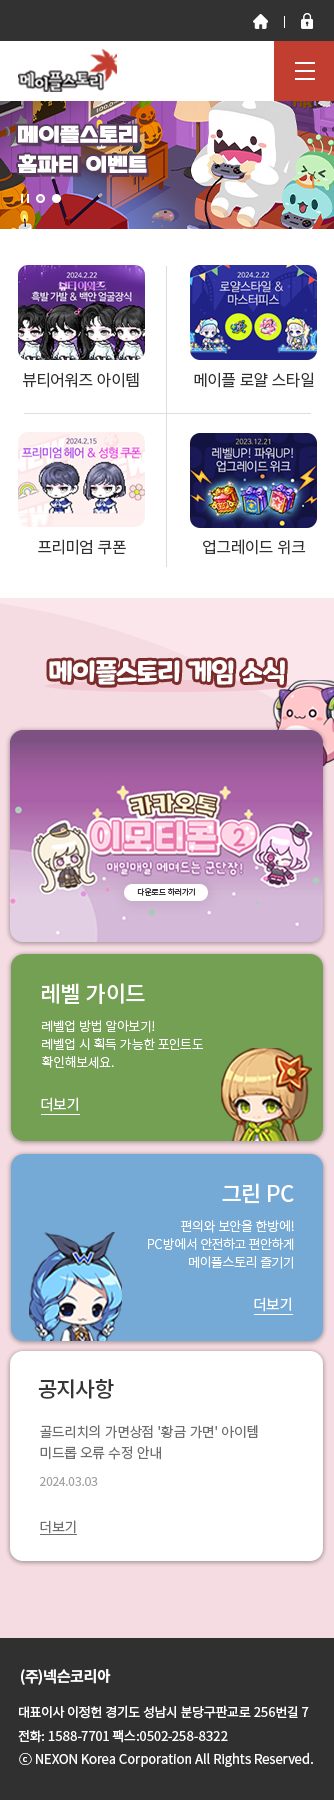 메이플스토리
메이플스토리
홈파티 이벤트
2024.2.22
뷰티어워즈
흑발 가발 & 백안 얼굴장식
뷰티어워즈 아이템
2024.2.22
로얄스타일 &
마스터피스
메이플 로얄 스타일
2024.2.15
프리미엄 헤어 & 성형 쿠폰
프리미엄 쿠폰
2023.12.21
레벨UP! 파워UP!
업그레이드 위크
업그레이드 위크
메이플스토리 게임 소식
카카오톡
이모티콘 2
매일매일 메며드는 군단장!
다운로드 하러가기
레벨 가이드
레벨업 방법 알아보기!
레벨업 시 획득 가능한 포인트도
확인해보세요.
더보기
그린 PC
편의와 보안을 한방에!
PC방에서 안전하고 편안하게
메이플스토리 즐기기
더보기
공지사항
골드리치의 가면상점 '황금 가면' 아이템
미드롭 오류 수정 안내
2024.03.03
더보기
(주)넥슨코리아
대표이사 이정헌 경기도 성남시 분당구판교로 256번길 7
전화: 1588-7701 팩스:0502-258-8322
ⓒ NEXON Korea Corporation All Rights Reserved.